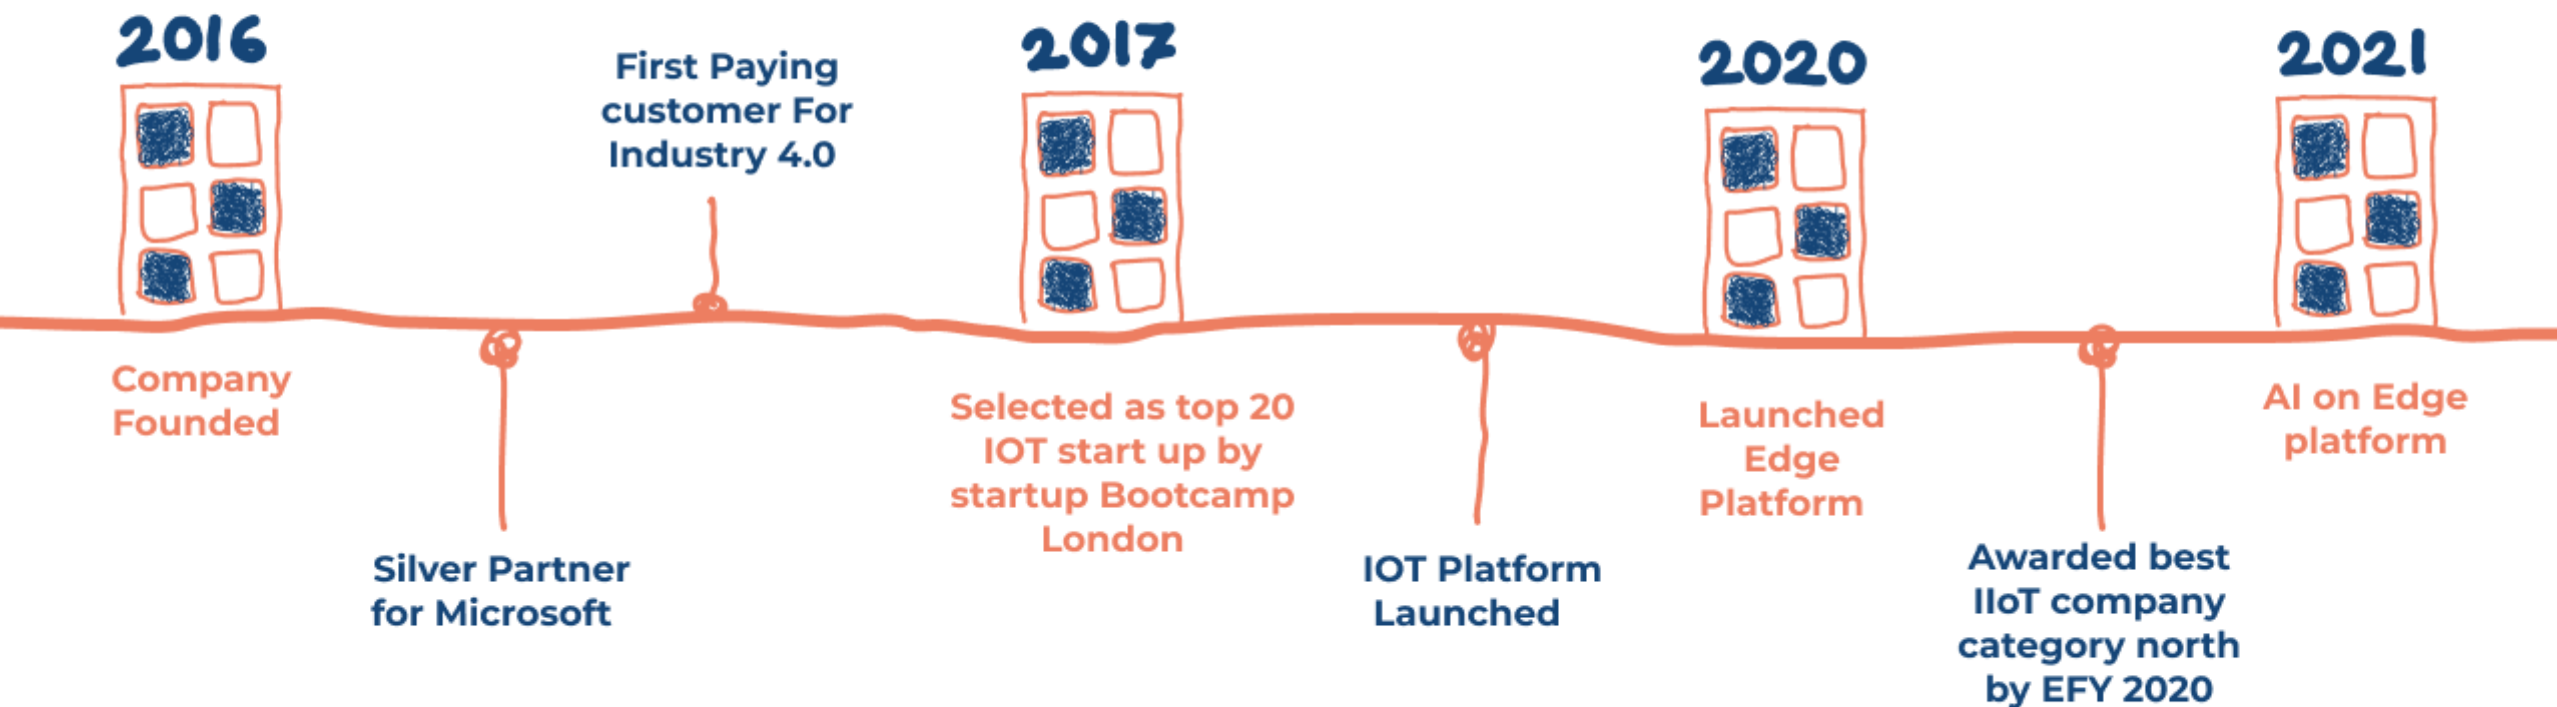 2016
Company
Founded
Silver Partner
for Microsoft
First Paying
customer For
Industry 4.0
2017
Selected as top 20
IOT start up by
startup Bootcamp
London
IOT Platform
Launched
2020
Launched
Edge
Platform
Awarded best
IIoT company
category north
by EFY 2020
2021
AI on Edge
platform